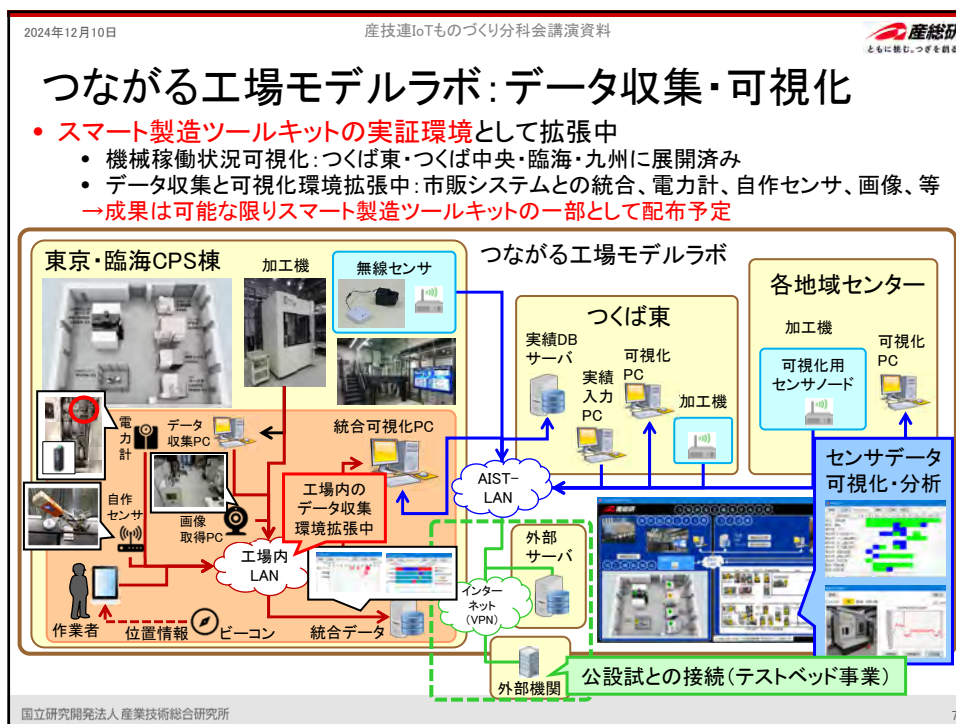 2024年12月10日
産技連IoTものづくり分科会講演資料
産総研
ともに挑む。つぎを創る
つながる工場モデルラボ：データ収集・可視化
• スマート製造ツールキットの実証環境として拡張中
• 機械稼働状況可視化：つくば東・つくば中央・臨海・九州に展開済み
• データ収集と可視化環境拡張中：市販システムとの統合、電力計、自作センサ、画像、等
→成果は可能な限りスマート製造ツールキットの一部として配布予定
つながる工場モデルラボ
東京・臨海CPS棟
加工機
無線センサ
電力計
データ
収集PC
統合可視化PC
自作
センサ
画像
取得PC
工場内の
データ収集
環境拡張中
工場内
LAN
作業者
位置情報
ビーコン
統合データ
つくば東
実績DB
サーバ
実績
入力
PC
可視化
PC
加工機
各地域センター
加工機
可視化用
センサノード
可視化
PC
AIST-
LAN
センサデータ
可視化・分析
産総研
外部
サーバ
インター
ネット
(VPN)
外部機関
公設試との接続（テストベッド事業）
国立研究開発法人産業技術総合研究所
7